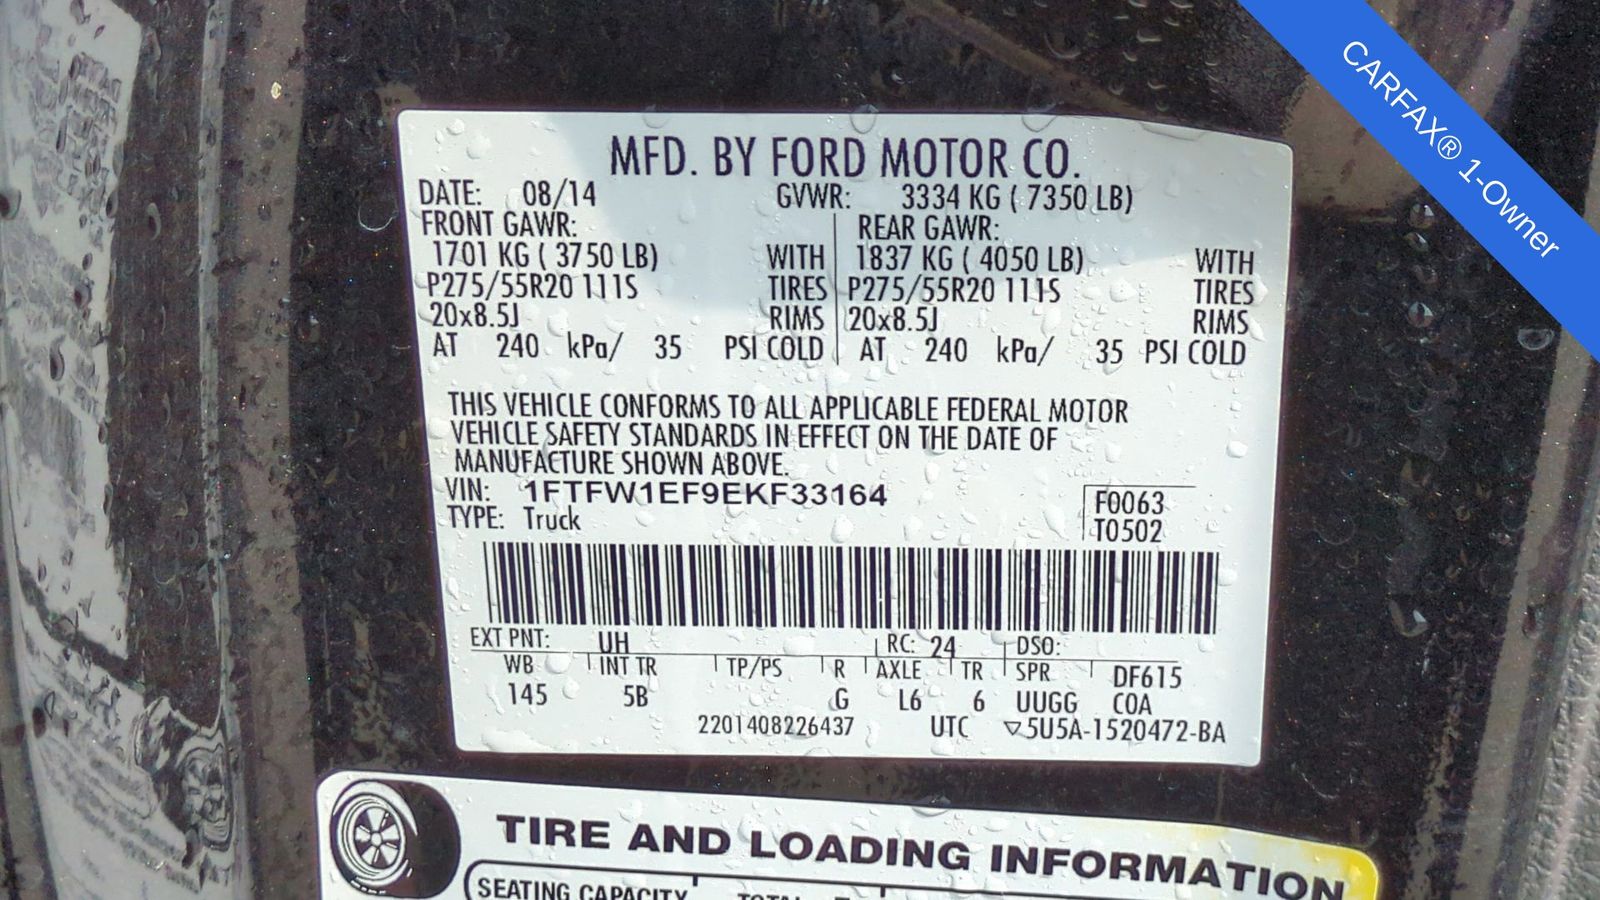 CARFAX® 1-Owner
MFD. BY FORD MOTOR CO.
DATE: 08/14 GVWR: 3334 KG ( 7350 LB)
FRONT GAWR: REAR GAWR:
1701 KG ( 3750 LB) WITH 1837 KG ( 4050 LB) WITH
P275/55R20 111S TIRES P275/55R20 111S TIRES
20x8.5J RIMS 20x8.5J RIMS
AT 240 kPa/ 35 PSI COLD AT 240 kPa/ 35 PSI COLD
THIS VEHICLE CONFORMS TO ALL APPLICABLE FEDERAL MOTOR
VEHICLE SAFETY STANDARDS IN EFFECT ON THE DATE OF
MANUFACTURE SHOWN ABOVE.
VIN: 1FTFW1EF9EKF33164 F0063
TYPE: Truck T0502
EXT PNT: UH RC: 24 DSO:
WB INT TR TP/PS R AXLE TR SPR DF615
145 5B G L6 6 UUGG COA
2201408226437 UTC ▽5U5A-1520472-BA
TIRE AND LOADING INFORMATION
SEATING CAPACITY